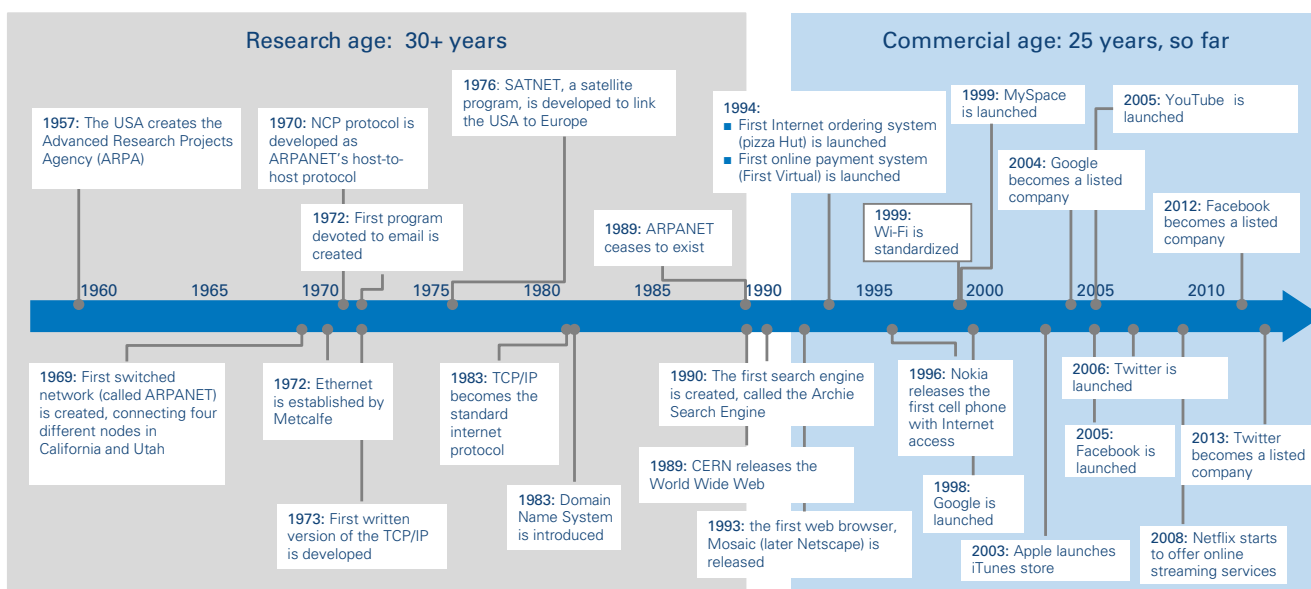 Research age: 30+ years
Commercial age: 25 years, so far
1957: The USA creates the
Advanced Research Projects
Agency (ARPA)
1970: NCP protocol is
developed as
ARPANET’s host-to-
host protocol
1972: First program
devoted to email is
created
1976: SATNET, a satellite
program, is developed to link
the USA to Europe
1989: ARPANET
ceases to exist
1994:
■ First Internet ordering system
(pizza Hut) is launched
■ First online payment system
(First Virtual) is launched
1999:
Wi-Fi is
standardized
1999: MySpace
is launched
2004: Google
becomes a listed
company
2005: YouTube is
launched
2012: Facebook
becomes a listed
company
1960 1965 1970 1975 1980 1985 1990 1995 2000 2005 2010
1969: First switched
network (called ARPANET)
is created, connecting four
different nodes in
California and Utah
1972: Ethernet
is established by
Metcalfe
1973: First written
version of the TCP/IP
is developed
1983: TCP/IP
becomes the
standard
internet
protocol
1983: Domain
Name System
is introduced
1990: The first search engine
is created, called the Archie
Search Engine
1989: CERN releases the
World Wide Web
1993: the first web browser,
Mosaic (later Netscape) is
released
1996: Nokia
releases the
first cell phone
with Internet
access
1998:
Google is
launched
2003: Apple launches
iTunes store
2006: Twitter is
launched
2005:
Facebook is
launched
2013: Twitter
becomes a listed
company
2008: Netflix starts
to offer online
streaming services